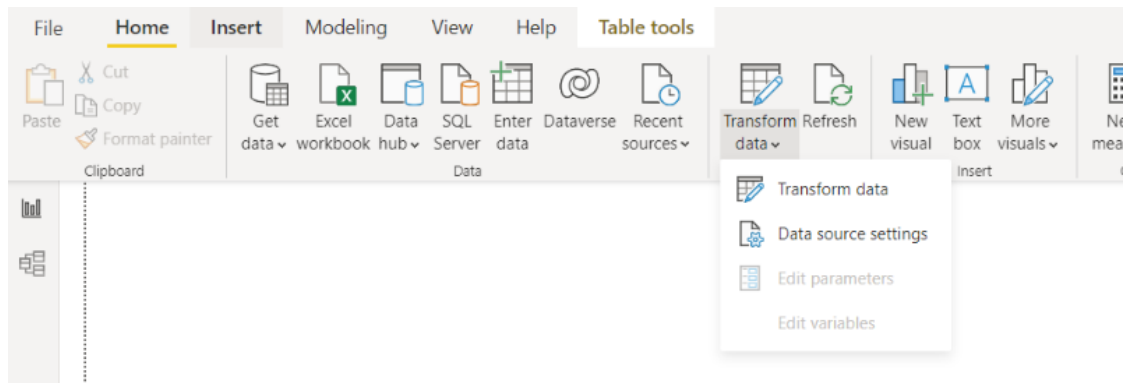 File Home Insert Modeling View Help Table tools
Cut
Copy
Format painter
Paste
Clipboard
Get data
Excel workbook
Data hub
SQL Server
Enter data
Dataverse
Recent sources
Data
Transform data
Refresh
New visual
Text box
More visuals
Insert
Transform data
Data source settings
Edit parameters
Edit variables